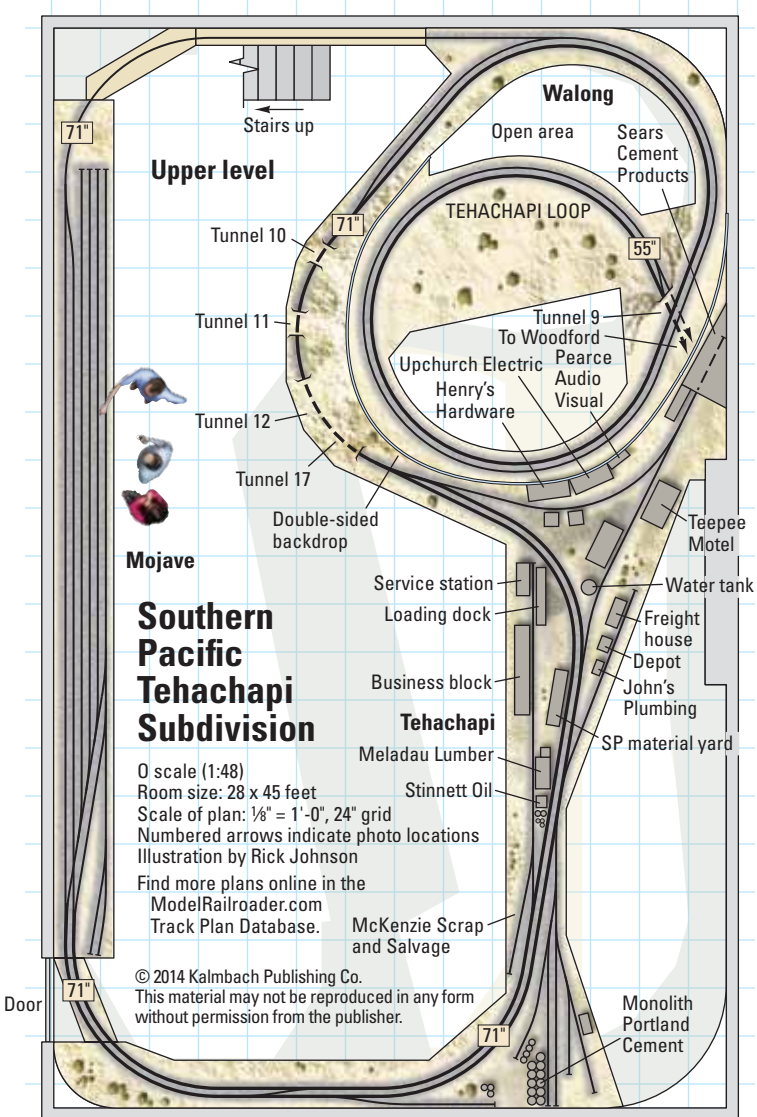 Walong
Open area
Sears
Cement
Products
Stairs up
71"
Upper level
TEHACHAPI LOOP
71"
55"
Tunnel 10
Tunnel 11
Tunnel 9
To Woodford
Pearce
Audio
Visual
Upchurch Electric
Henry's
Hardware
Tunnel 12
Tunnel 17
Double-sided
backdrop
Teepee
Motel
Mojave
Service station
Water tank
Loading dock
Freight
house
Depot
John's
Plumbing
Business block
Tehachapi
SP material yard
Meladau Lumber
Stinnett Oil
Southern
Pacific
Tehachapi
Subdivision
O scale (1:48)
Room size: 28 x 45 feet
Scale of plan: 1/8" = 1'-0", 24" grid
Numbered arrows indicate photo locations
Illustration by Rick Johnson
Find more plans online in the
ModelRailroader.com
Track Plan Database.
McKenzie Scrap
and Salvage
© 2014 Kalmbach Publishing Co.
This material may not be reproduced in any form
without permission from the publisher.
Door
71"
71"
Monolith
Portland
Cement